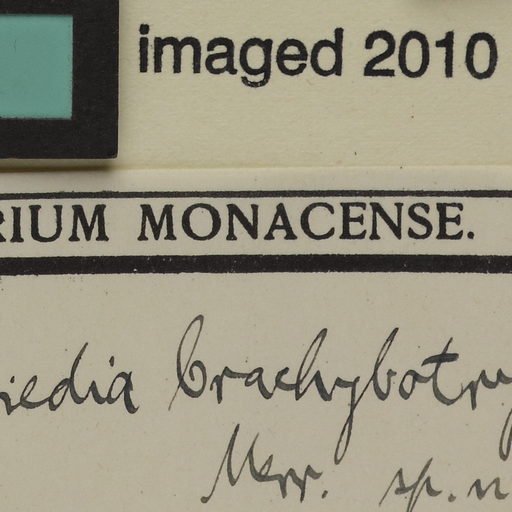 imaged 2010
RIUM MONACENSE.
iedia brachybotry
Merr. sp. n